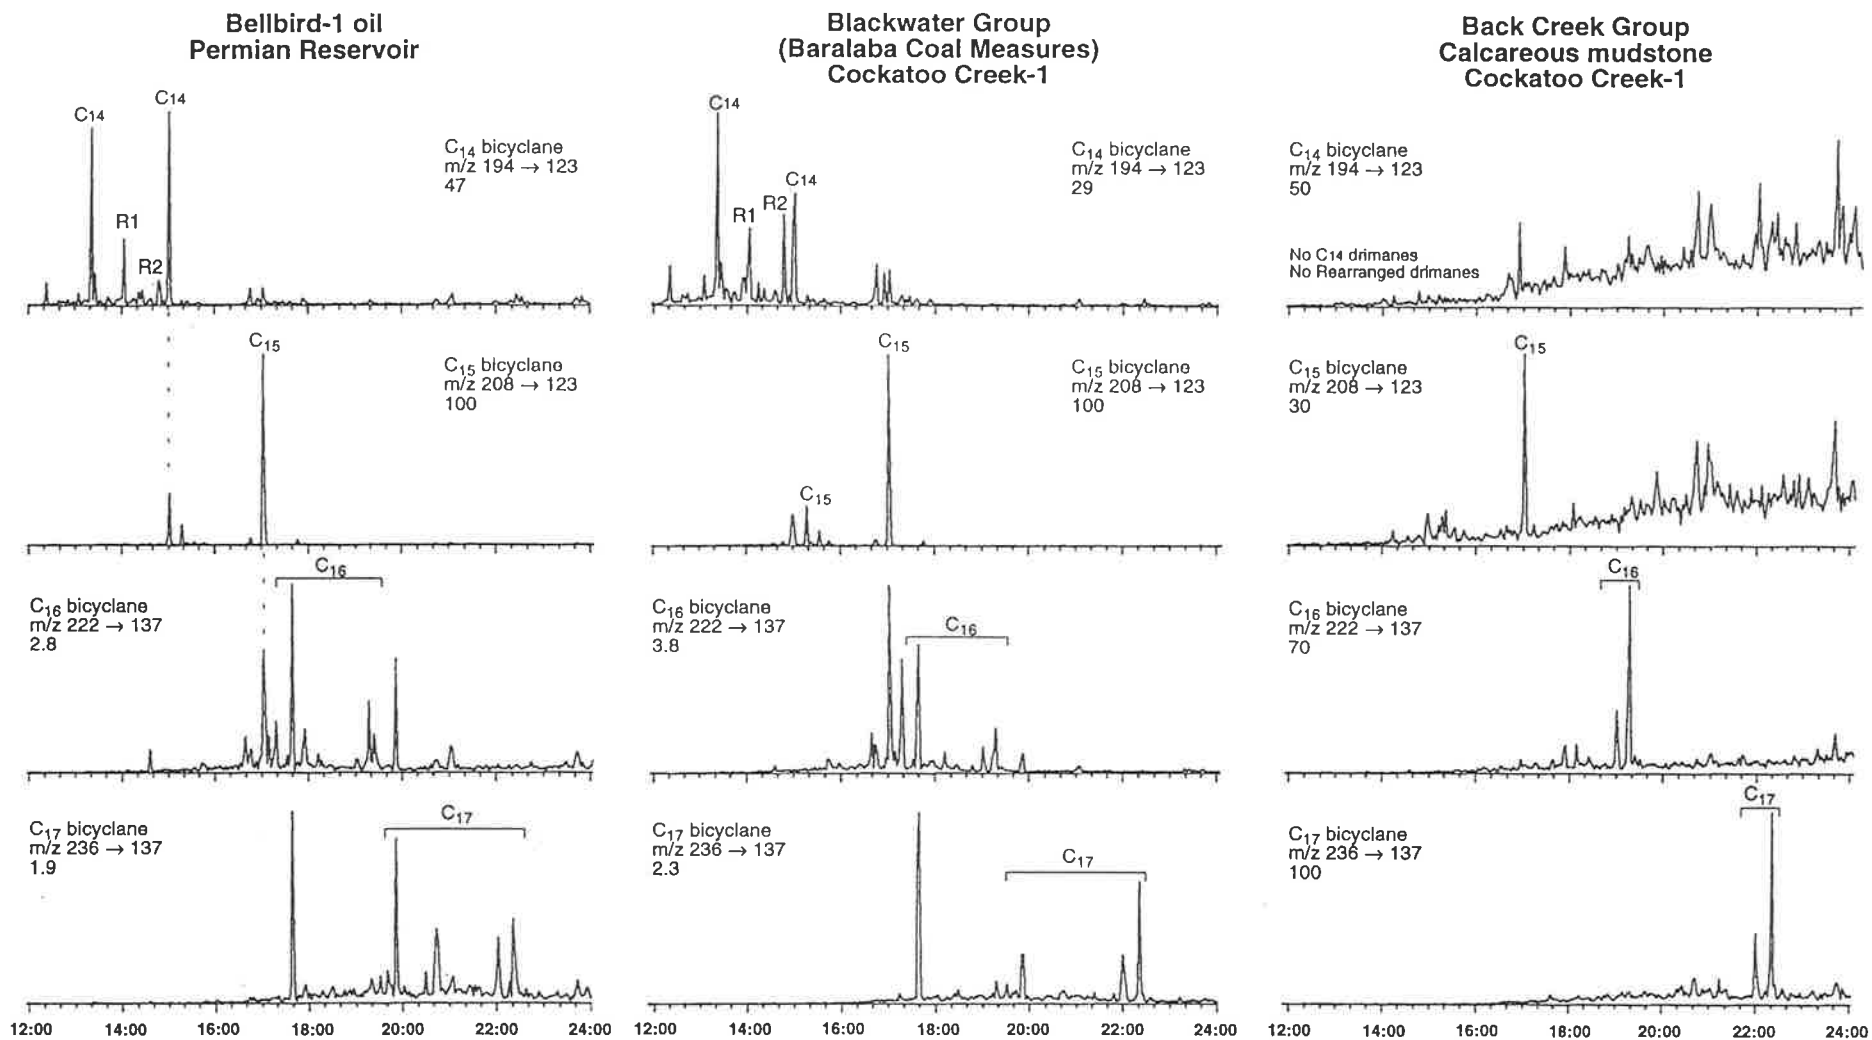 Bellbird-1 oil
Permian Reservoir
C14
C14
R1
R2
C14 bicyclane
m/z 194 → 123
47
C15
C15 bicyclane
m/z 208 → 123
100
C16
C16 bicyclane
m/z 222 → 137
2.8
C17
C17 bicyclane
m/z 236 → 137
1.9
12:00 14:00 16:00 18:00 20:00 22:00 24:00
Blackwater Group
(Baralaba Coal Measures)
Cockatoo Creek-1
C14
C14
R1
R2
C14 bicyclane
m/z 194 → 123
29
C15
C15
C15 bicyclane
m/z 208 → 123
100
C16 bicyclane
m/z 222 → 137
3.8
C16
C17 bicyclane
m/z 236 → 137
2.3
C17
12:00 14:00 16:00 18:00 20:00 22:00 24:00
Back Creek Group
Calcareous mudstone
Cockatoo Creek-1
C14 bicyclane
m/z 194 → 123
50
No C14 drimanes
No Rearranged drimanes
C15
C15 bicyclane
m/z 208 → 123
30
C16
C16 bicyclane
m/z 222 → 137
70
C17
C17 bicyclane
m/z 236 → 137
100
12:00 14:00 16:00 18:00 20:00 22:00 24:00